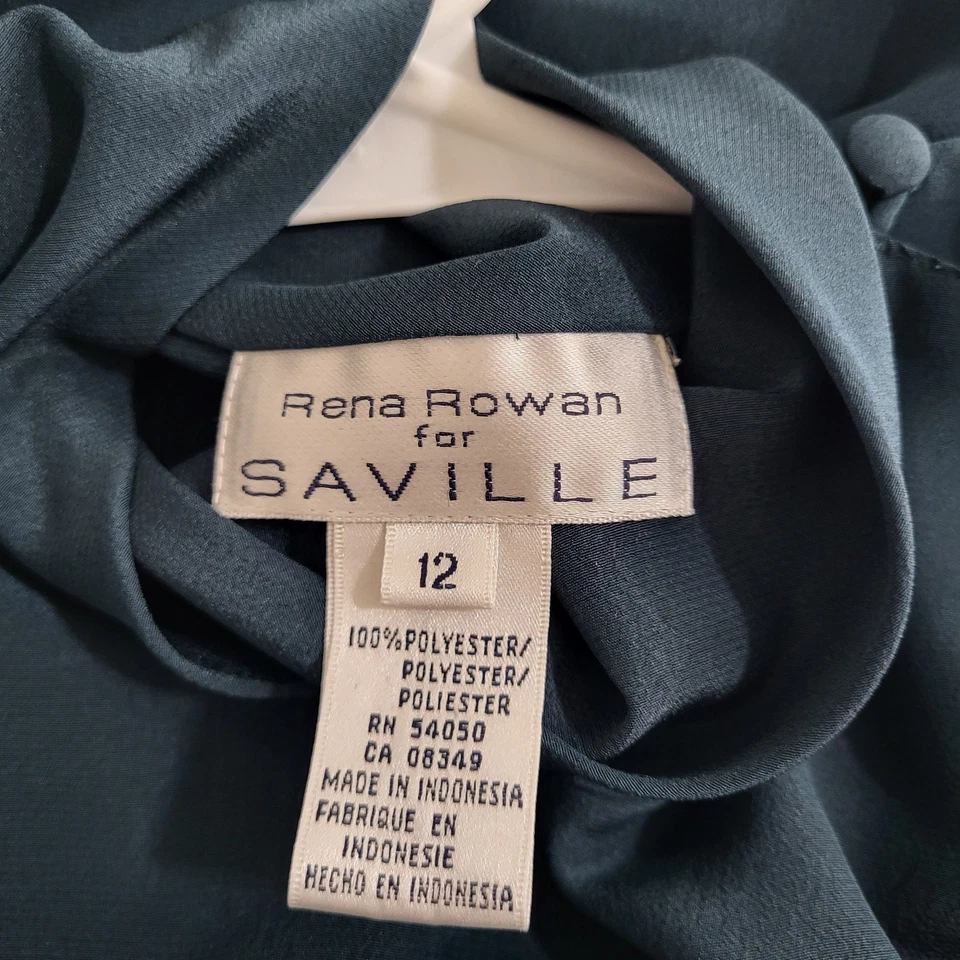 Rena Rowan
for
SAVILLE
12
100%POLYESTER/
POLYESTER/
POLIESTER
RN 54050
CA 08349
MADE IN INDONESIA
FABRIQUE EN
INDONESIE
HECHO EN INDONESIA